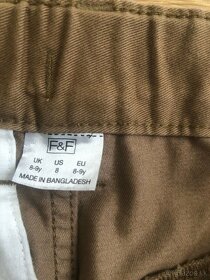 F&F
UK US EU
8-9y 8 8-9y
MADE IN BANGLADESH